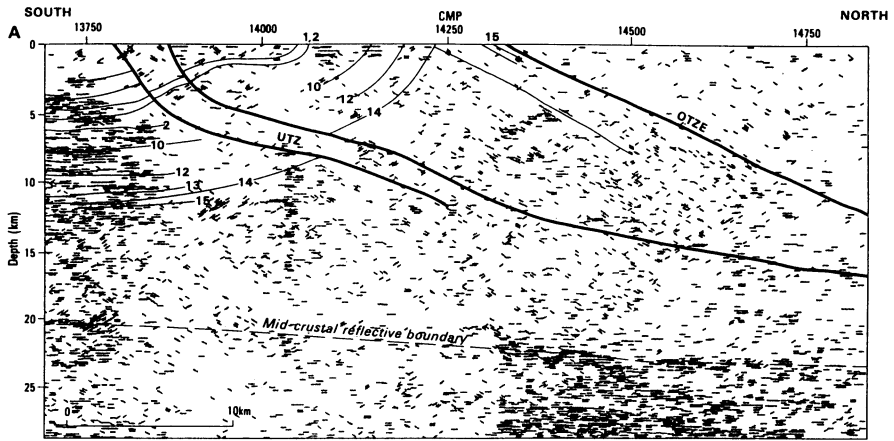 SOUTH CMP NORTH
A
13750 14000 1,2 14250 15 14500 14750
0
5
10
15
20
25
Depth (km)
10
12
14
2
10
12
13
14
15
UTZ
OTZE
Mid-crustal reflective boundary
0 10km